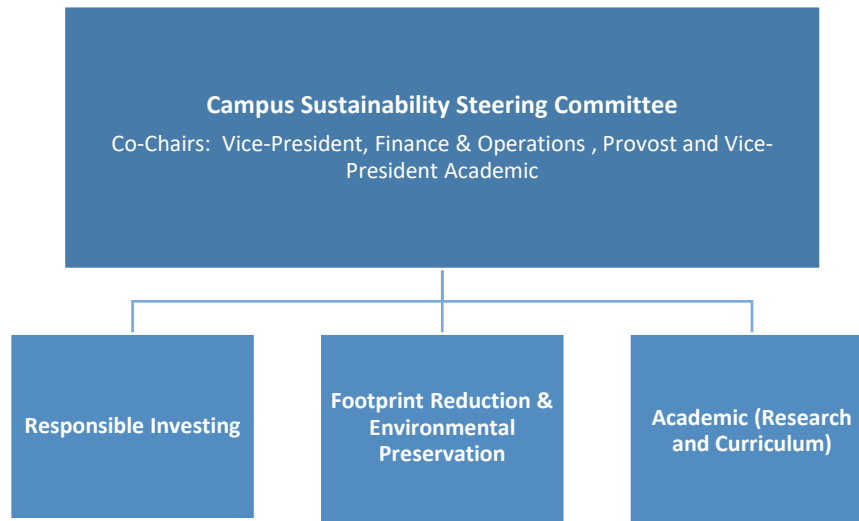 Campus Sustainability Steering Committee
Co-Chairs:  Vice-President, Finance & Operations , Provost and Vice-
President Academic
Responsible Investing
Footprint Reduction &
Environmental
Preservation
Academic (Research
and Curriculum)